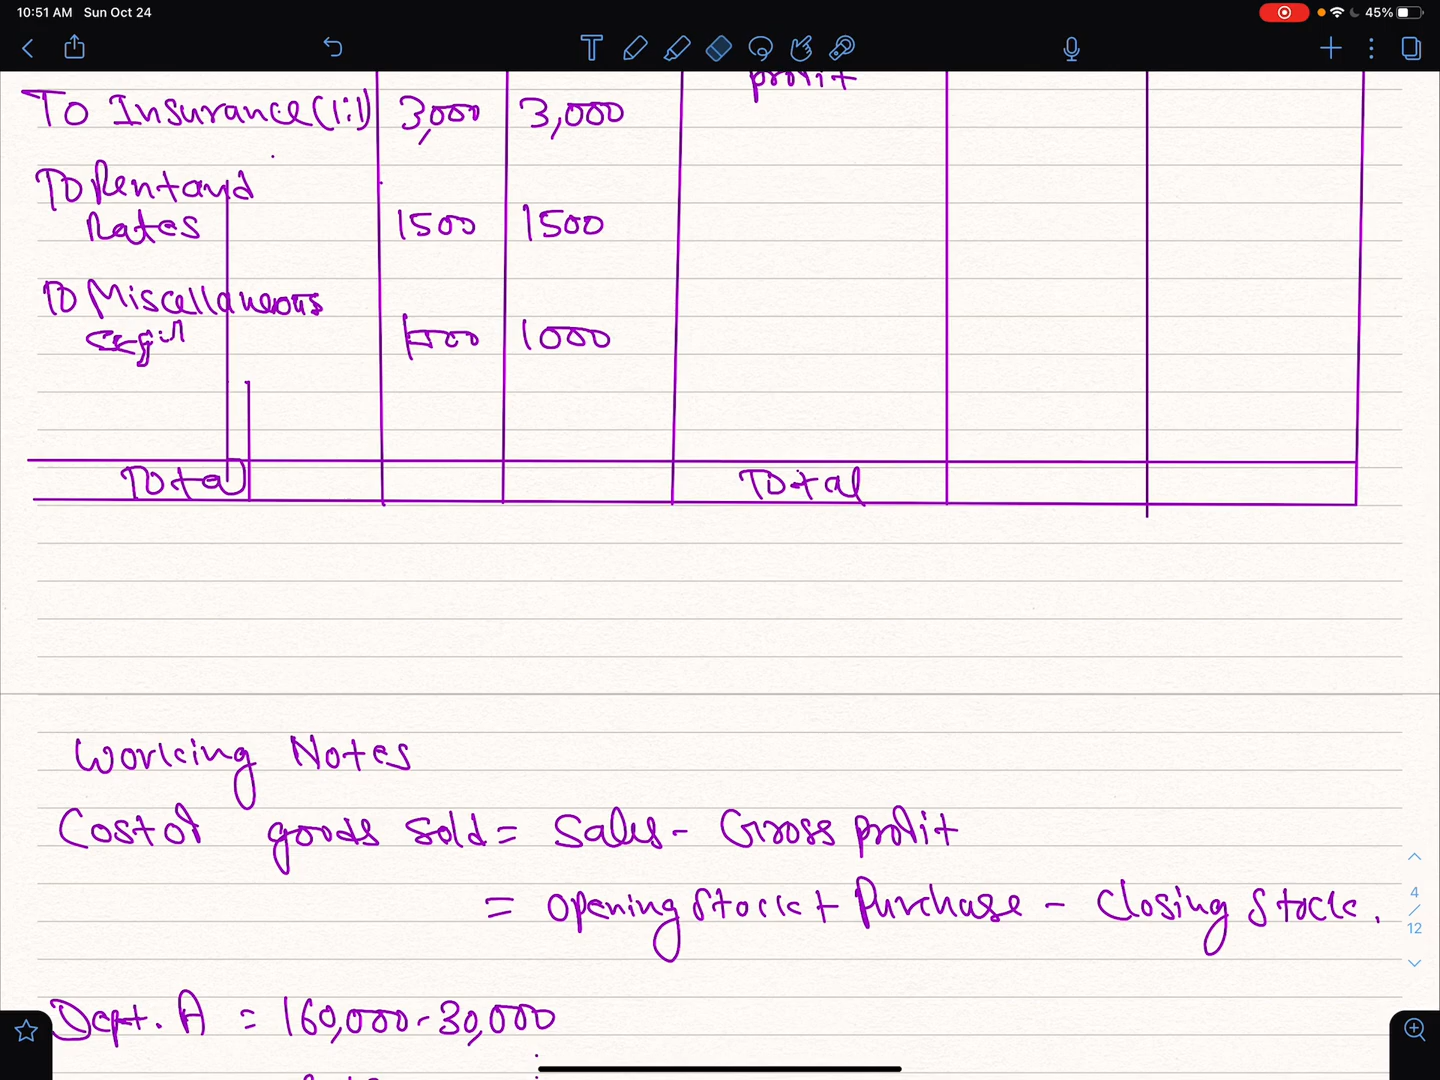 10:51 AM Sun Oct 24
45%
profit
To Insurance (1:1) 3,000 3,000
To Rent and
Rates 1500 1500
To Miscellaneous
1000 1000
Total Total
Working Notes
Cost of goods sold = Sales - Gross profit
= Opening Stock + Purchase - Closing Stock.
4
/
12
Dept. A = 160,000 - 30,000